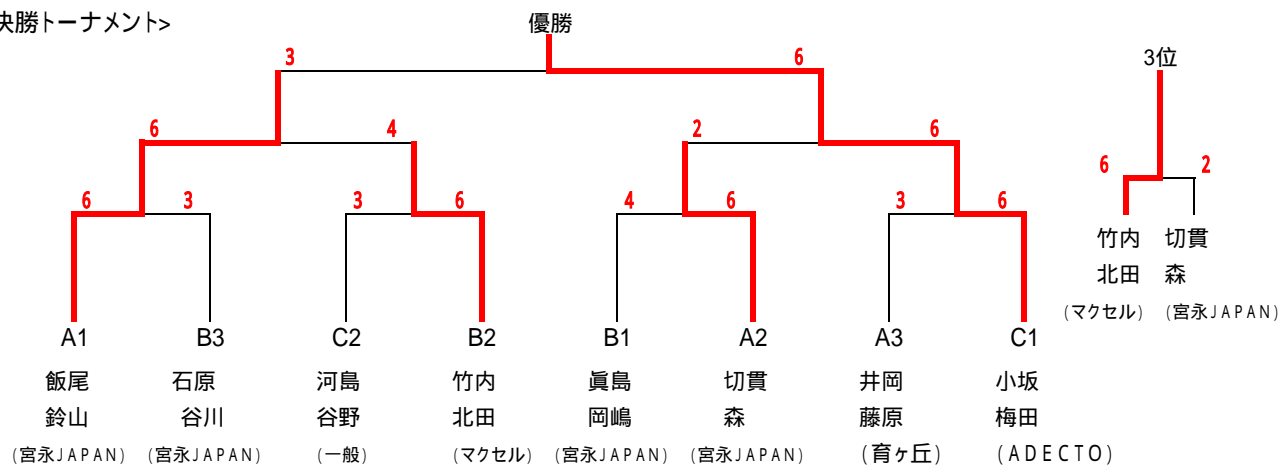 決勝トーナメント>
優勝
3 6
3位
6 4 2 6
6 2
6 3 3 6 4 6 3 6
竹内 切貫
北田 森
(マクセル) (宮永JAPAN)
A1 B3 C2 B2 B1 A2 A3 C1
飯尾 石原 河島 竹内 眞島 切貫 井岡 小坂
鈴山 谷川 谷野 北田 岡嶋 森 藤原 梅田
(宮永JAPAN) (宮永JAPAN) (一般) (マクセル) (宮永JAPAN) (宮永JAPAN) (育ヶ丘) (ADECTO)